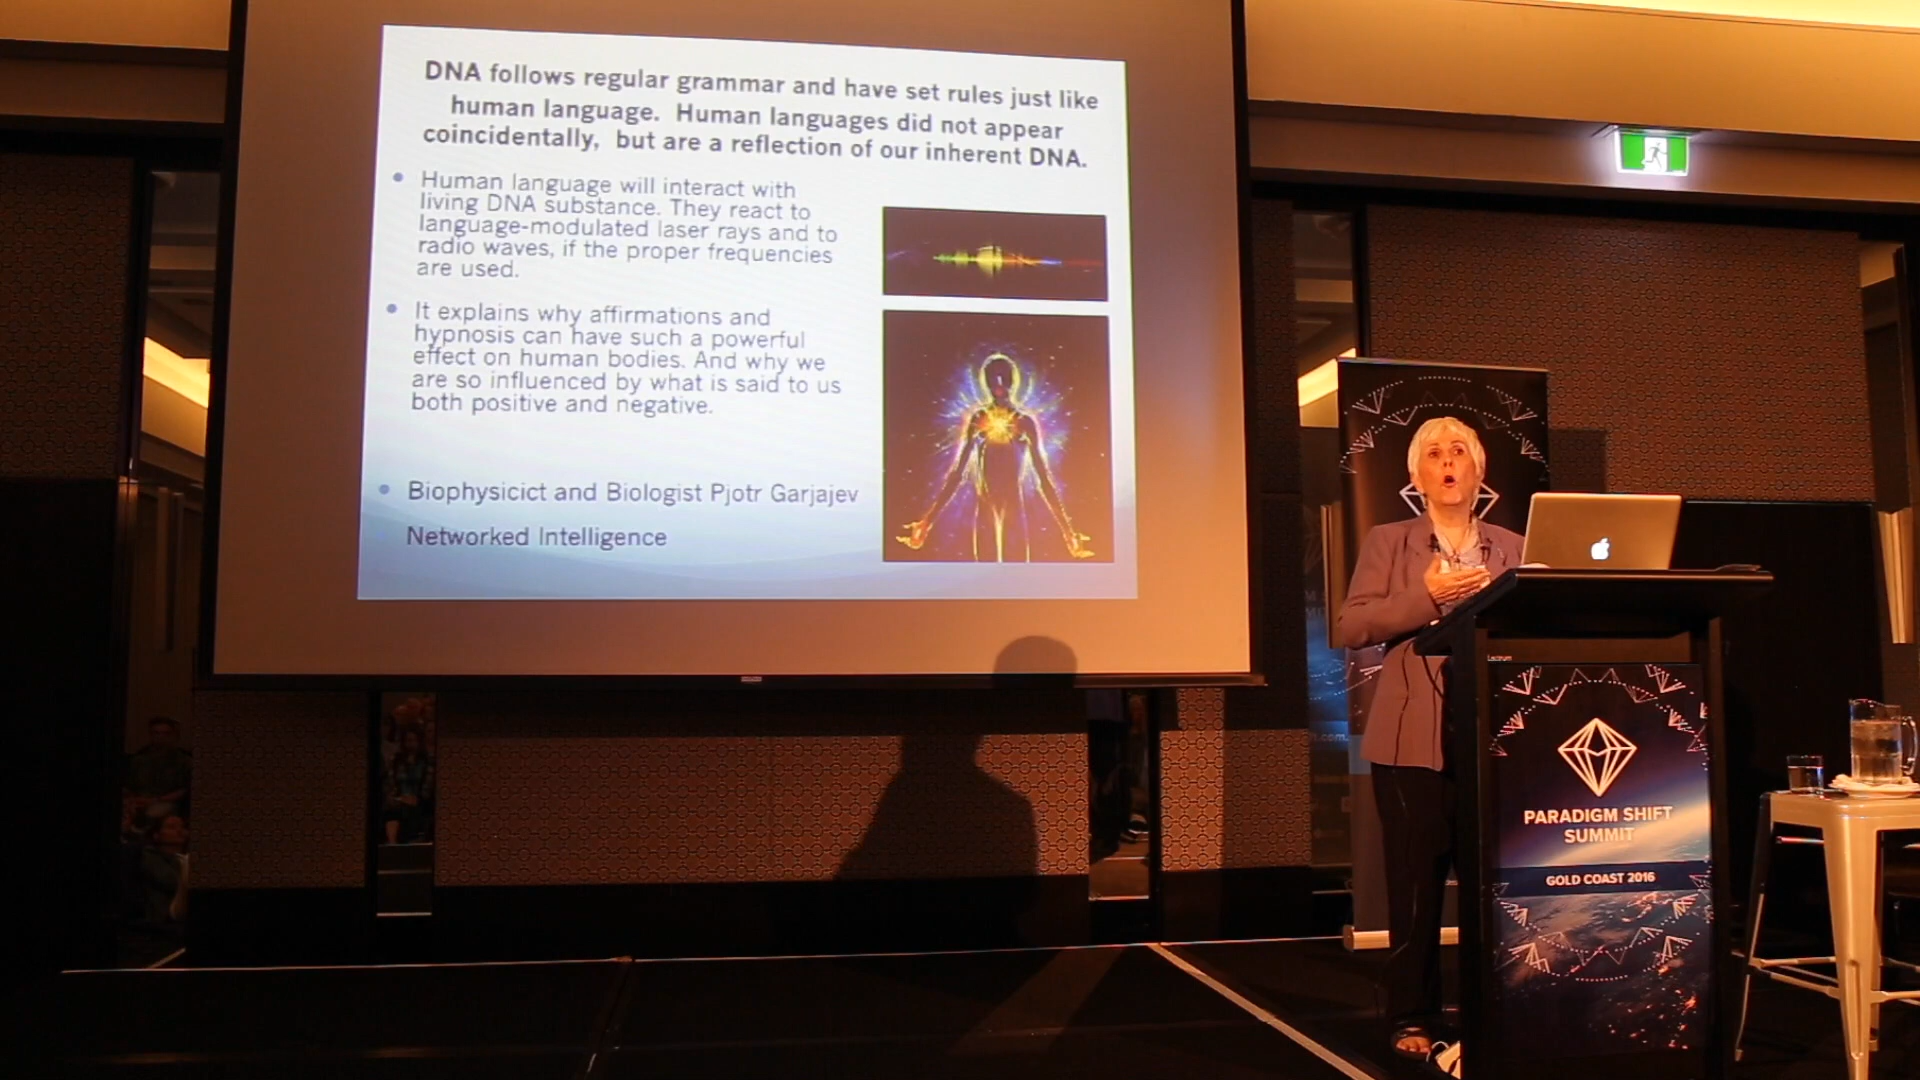 DNA follows regular grammar and have set rules just like
human language. Human languages did not appear
coincidentally, but are a reflection of our inherent DNA.
Human language will interact with
living DNA substance. They react to
language-modulated laser rays and to
radio waves, if the proper frequencies
are used.
It explains why affirmations and
hypnosis can have such a powerful
effect on human bodies. And why we
are so influenced by what is said to us
both positive and negative.
Biophysicict and Biologist Pjotr Garjajev
Networked Intelligence
PARADIGM SHIFT
SUMMIT
GOLD COAST 2016